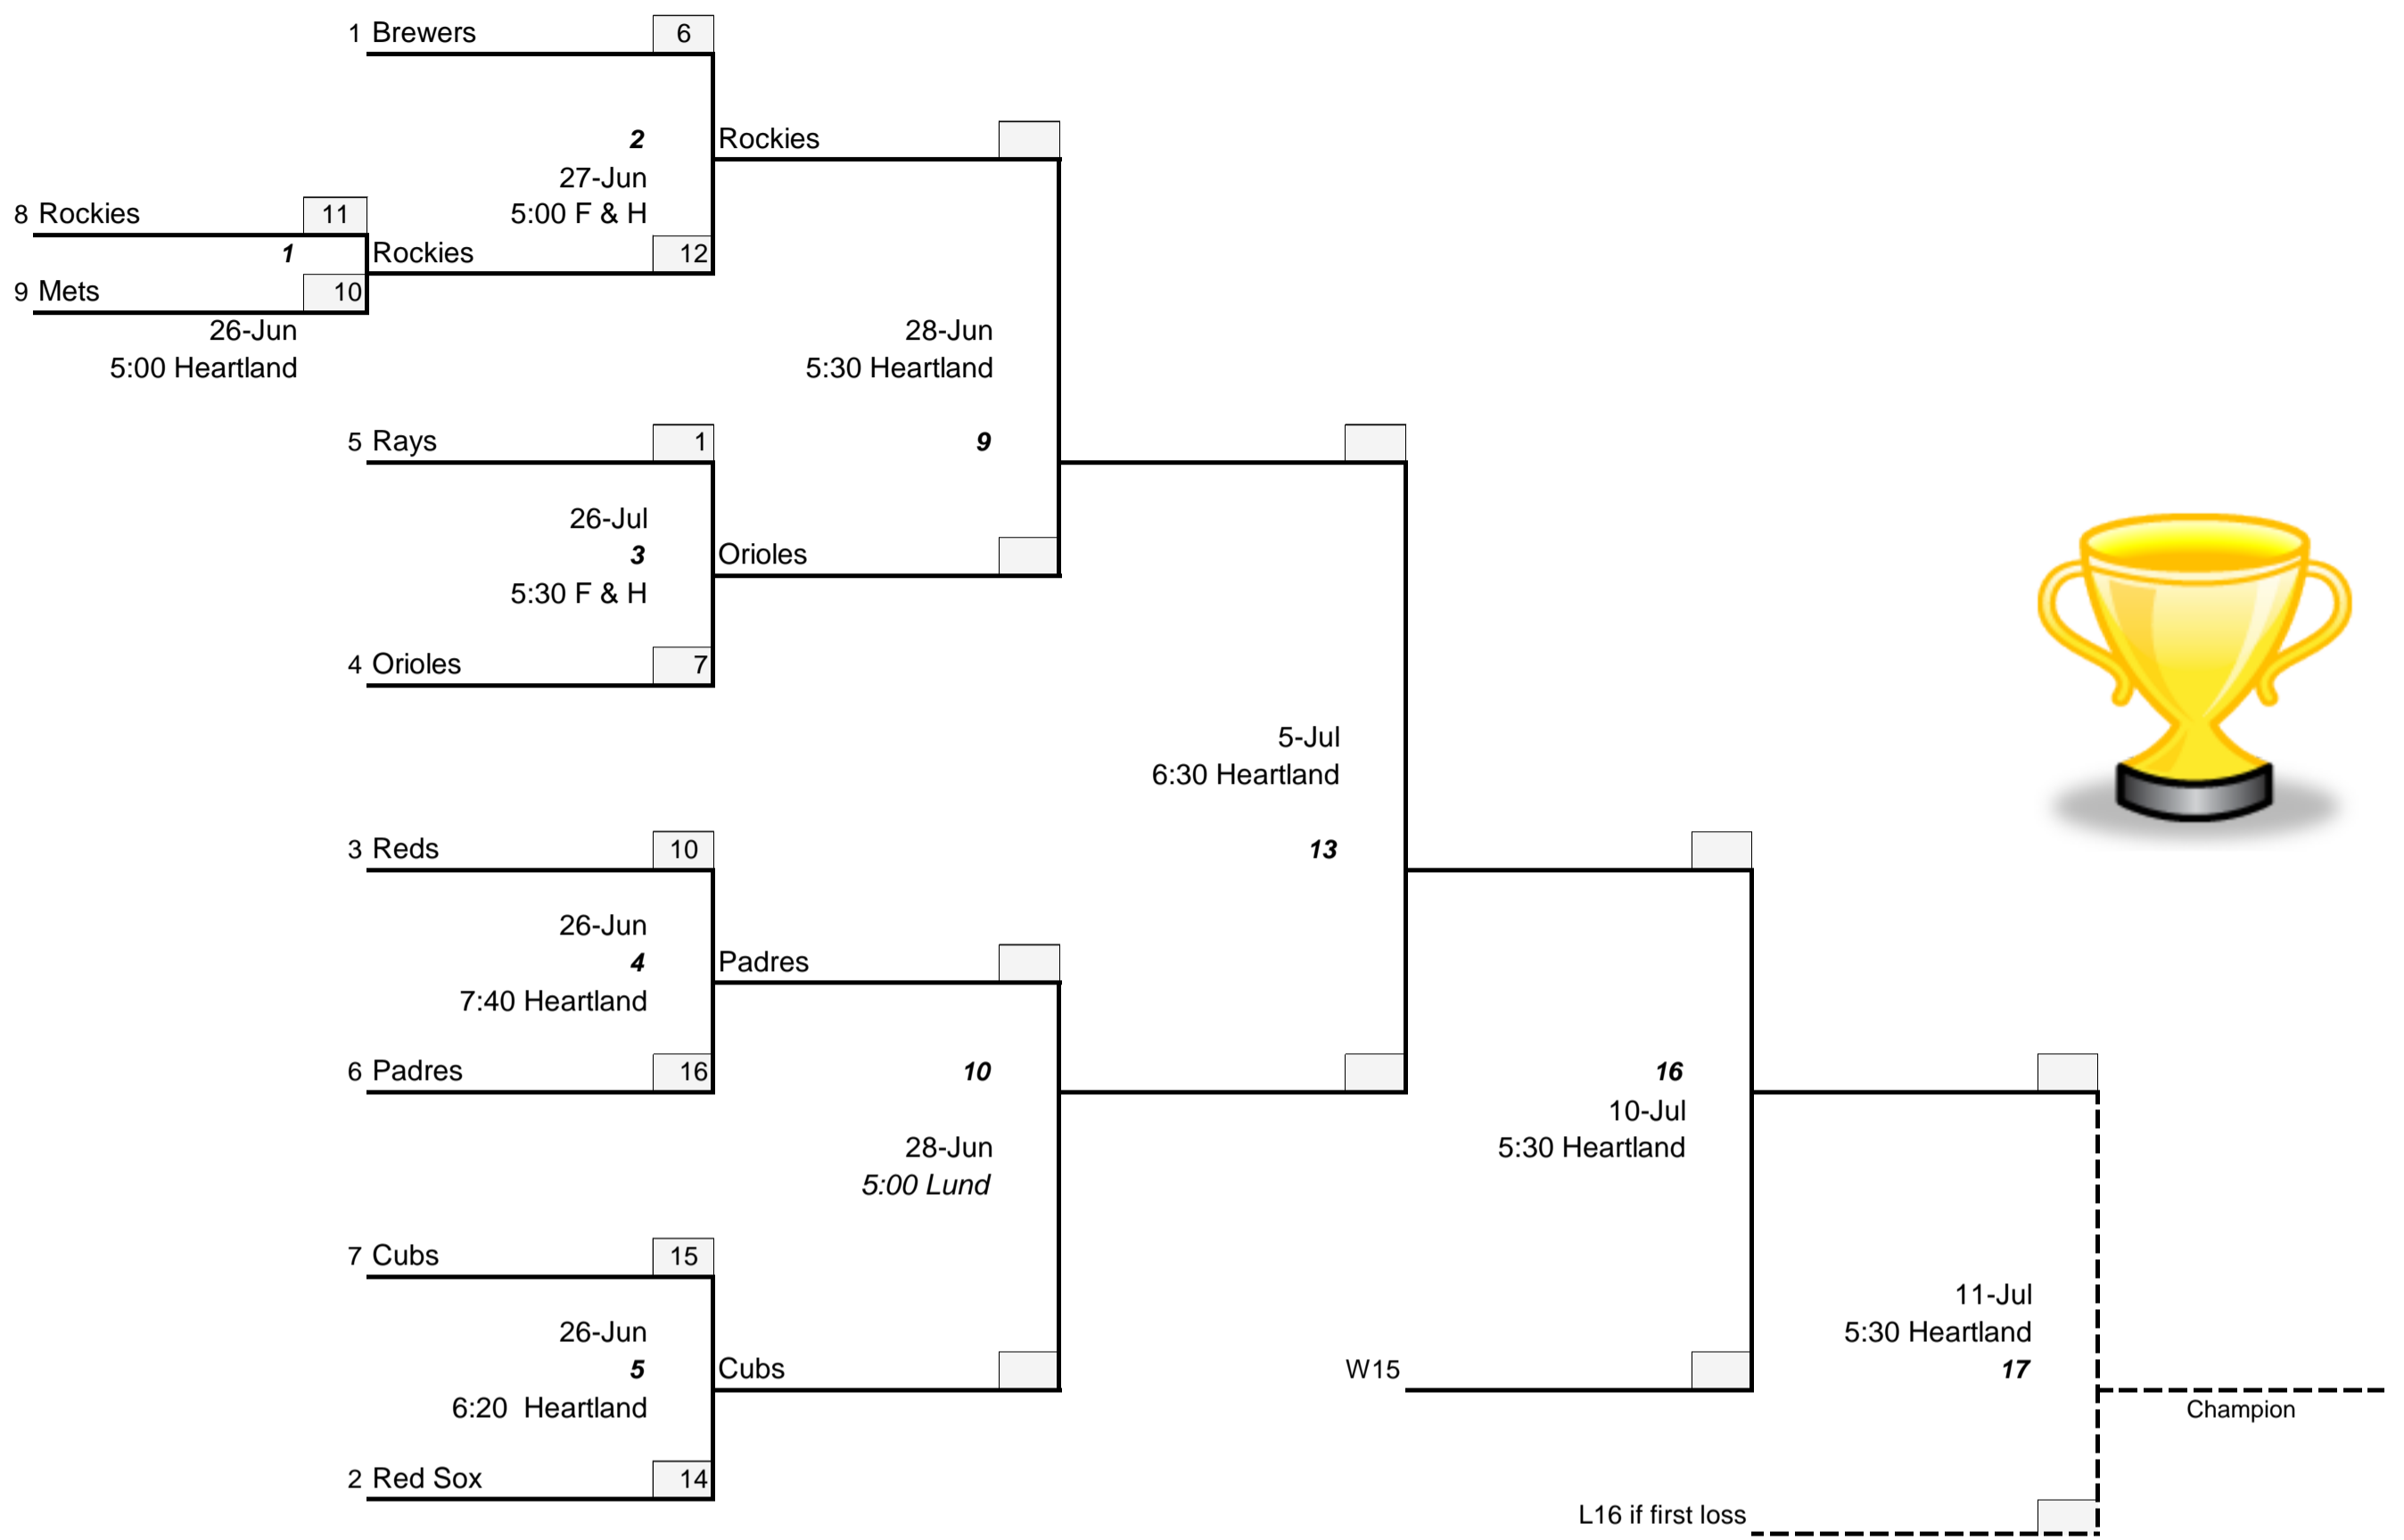 1 Brewers 6
2 Rockies
27-Jun
8 Rockies 11 5:00 F & H
1 Rockies 12
9 Mets 10
26-Jun 28-Jun
5:00 Heartland 5:30 Heartland
5 Rays 1 9
26-Jul
3 Orioles
5:30 F & H
4 Orioles 7
5-Jul
6:30 Heartland
3 Reds 10 13
26-Jun
4 Padres
7:40 Heartland
6 Padres 16 10 16
10-Jul
28-Jun 5:30 Heartland
5:00 Lund
7 Cubs 15
11-Jul
26-Jun 5:30 Heartland
5 Cubs W15 17
6:20  Heartland Champion
2 Red Sox 14
L16 if first loss